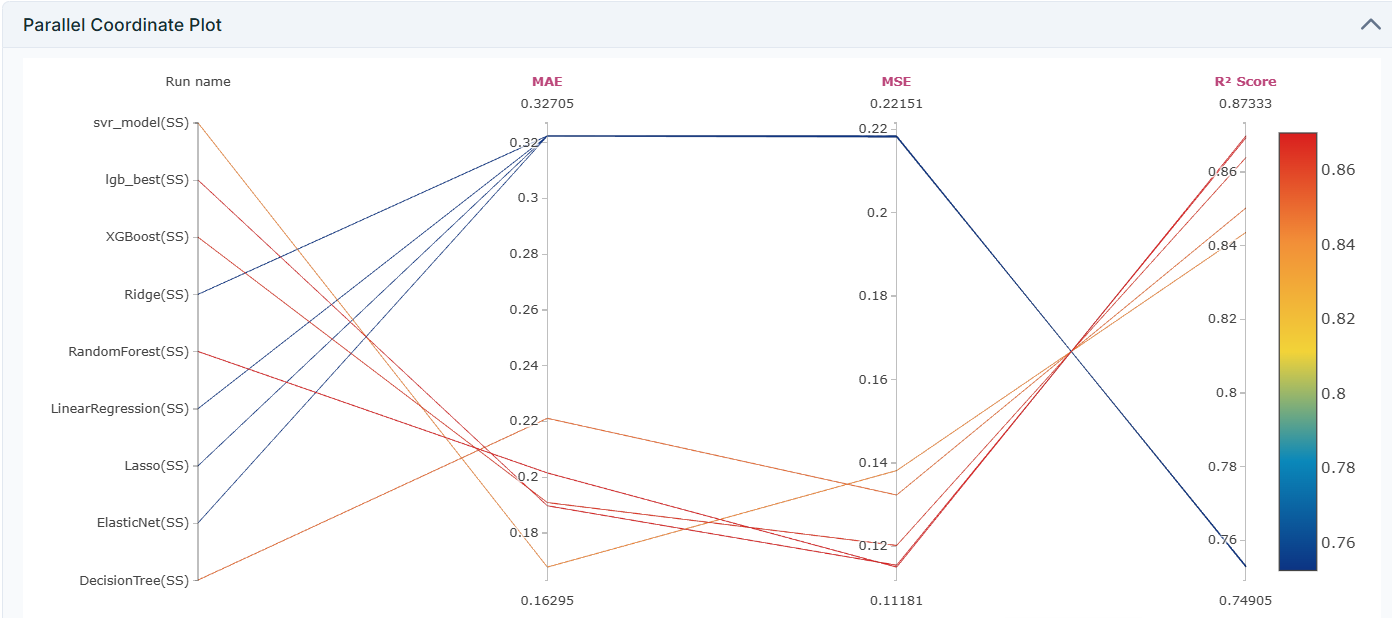 Parallel Coordinate Plot
Run name
MAE
MSE
R² Score
0.32705
0.22151
0.87333
svr_model(SS)
lgb_best(SS)
XGBoost(SS)
Ridge(SS)
RandomForest(SS)
LinearRegression(SS)
Lasso(SS)
ElasticNet(SS)
DecisionTree(SS)
0.32
0.3
0.28
0.26
0.24
0.22
0.2
0.18
0.22
0.2
0.18
0.16
0.14
0.12
0.86
0.84
0.82
0.8
0.78
0.76
0.86
0.84
0.82
0.8
0.78
0.76
0.16295
0.11181
0.74905